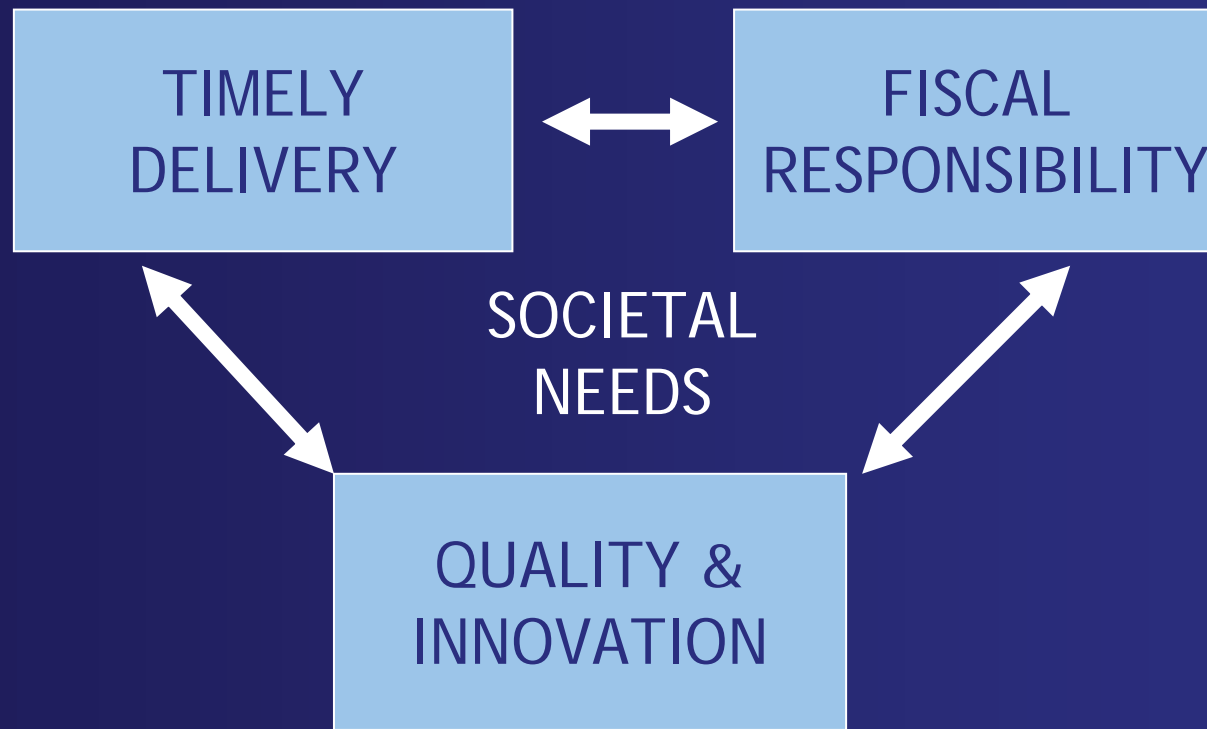 TIMELY
DELIVERY
FISCAL
RESPONSIBILITY
SOCIETAL
NEEDS
QUALITY &
INNOVATION